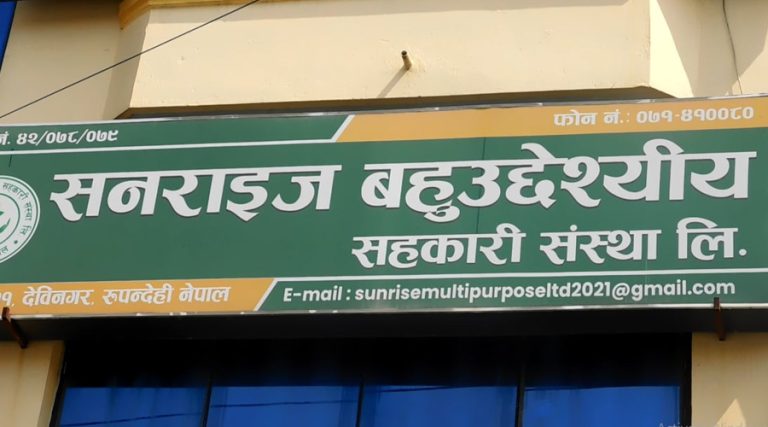 नं. ४२/०७८/०७९
फोन नं.: ०७१-४१००८०
सनराइज बहुउद्देश्यीय
सहकारी संस्था लि.
देविनगर, रुपन्देही नेपाल
E-mail : sunrisemultipurposeltd2021@gmail.com